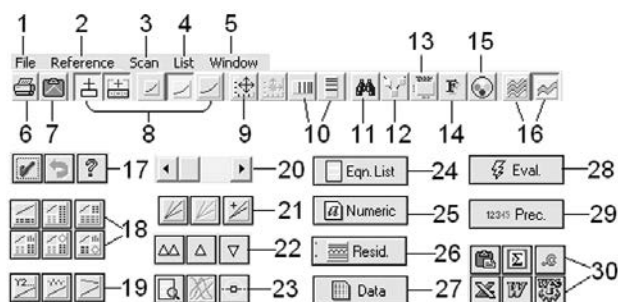 1 2 3 4 5
File Reference Scan List Window
13 15
6 7 8 9 10 11 12 14 16
17 20 Eqn. List 24 Eval. 28
18 21 a Numeric 25 12345 Prec. 29
22 Resid. 26 Σ
Y2 19 23 Data 27 X W 30